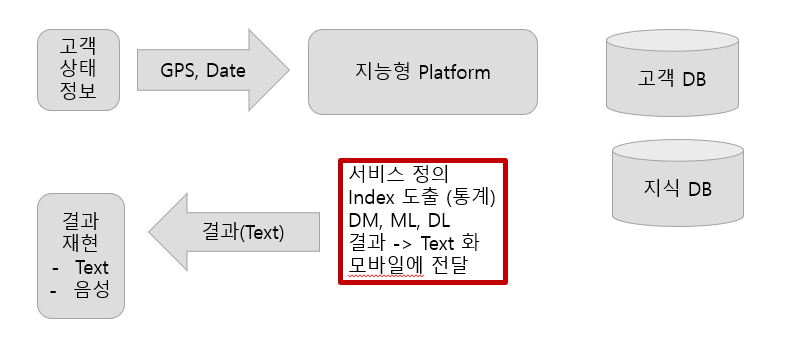 고객
상태
정보
GPS, Date
지능형 Platform
고객 DB
지식 DB
서비스 정의
Index 도출 (통계)
DM, ML, DL
결과 -> Text 화
모바일에 전달
결과(Text)
결과
재현
- Text
- 음성